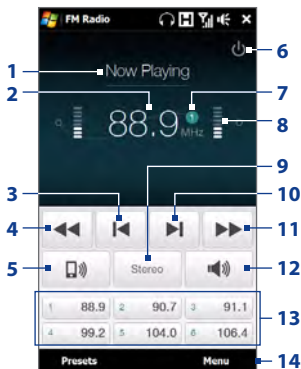 FM Radio
6
1
Now Playing
2
7
88.9
1
MHz
8
9
3
10
4
11
5
Stereo
12
1 88.9 2 90.7 3 91.1
13
4 99.2 5 104.0 6 106.4
Presets Menu
14